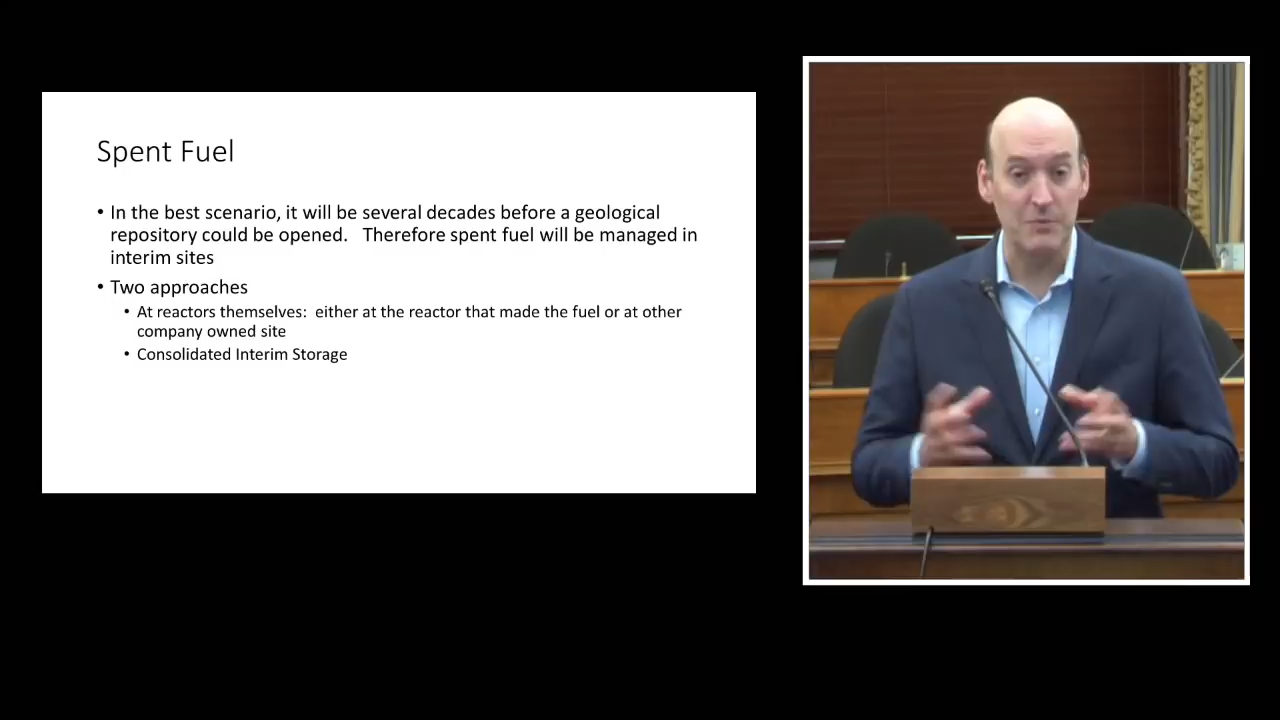 Spent Fuel
• In the best scenario, it will be several decades before a geological
repository could be opened.   Therefore spent fuel will be managed in
interim sites
• Two approaches
• At reactors themselves:  either at the reactor that made the fuel or at other
company owned site
• Consolidated Interim Storage